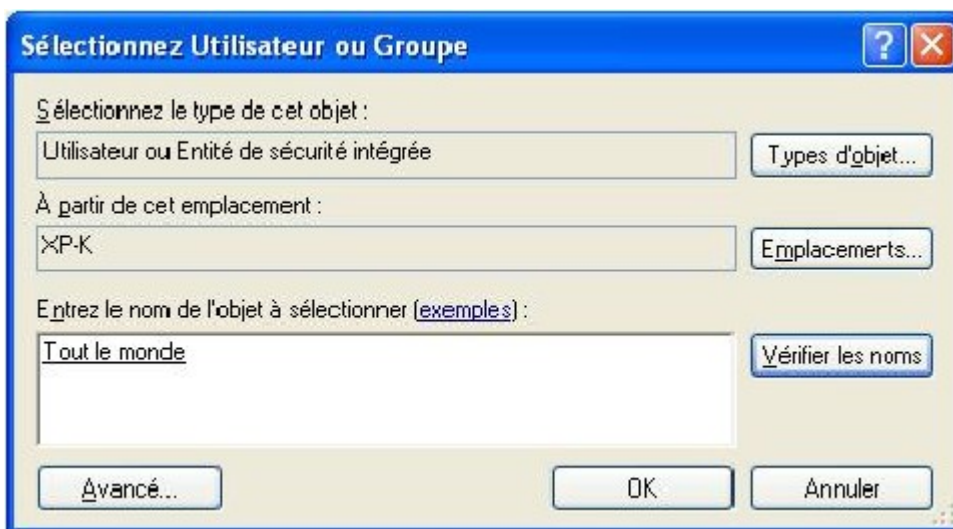 Sélectionnez Utilisateur ou Groupe
Sélectionnez le type de cet objet :
Utilisateur ou Entité de sécurité intégrée
Types d'objet...
À partir de cet emplacement :
XP-K
Emplacements...
Entrez le nom de l'objet à sélectionner (exemples) :
Tout le monde
Vérifier les noms
Avancé...
OK
Annuler